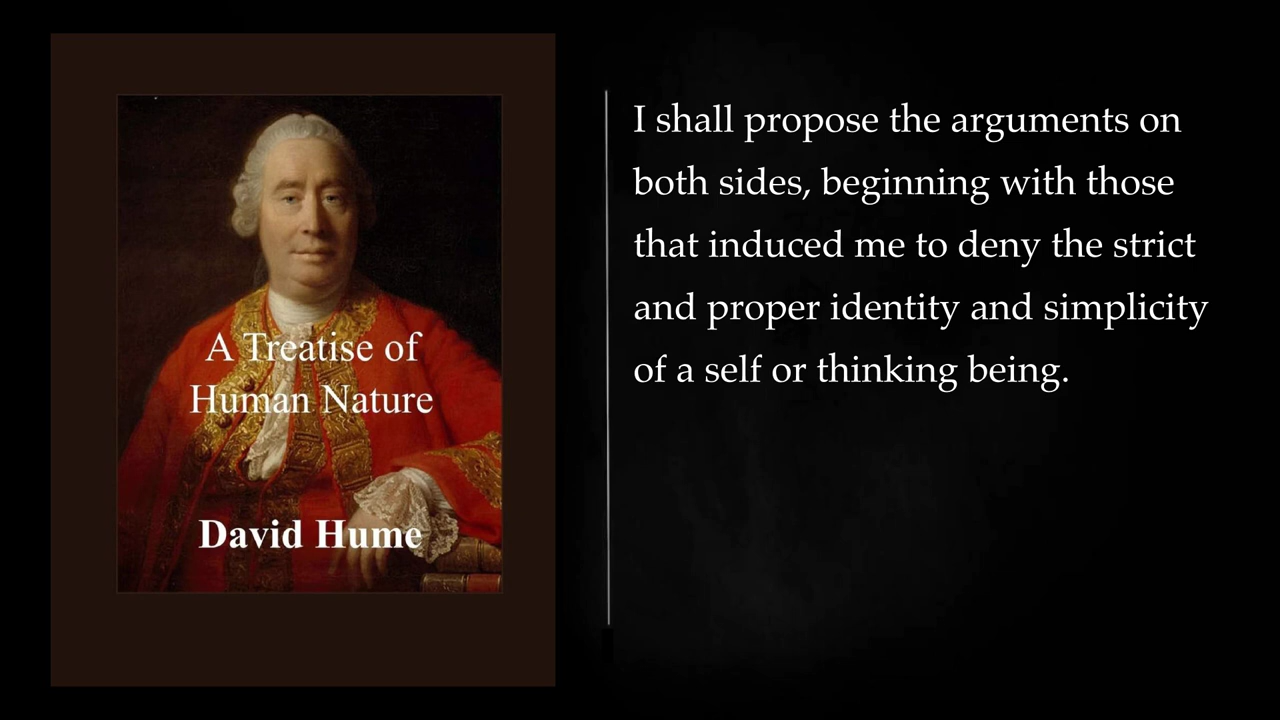 A Treatise of
Human Nature
David Hume
I shall propose the arguments on
both sides, beginning with those
that induced me to deny the strict
and proper identity and simplicity
of a self or thinking being.